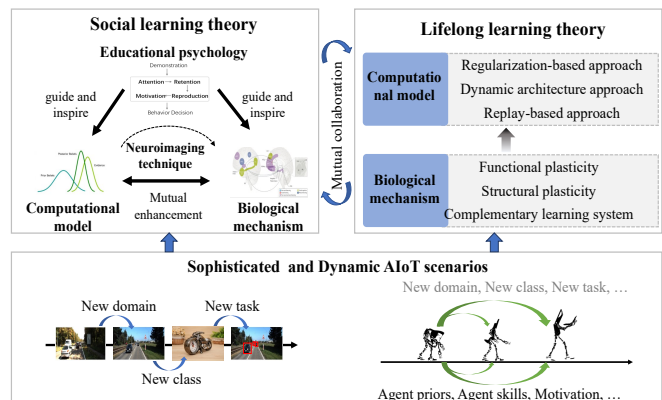 Social learning theory
Educational psychology
Demonstration
Attention → Retention
Motivation – Reproduction
Behavior Decision
guide and
inspire
guide and
inspire
Neuroimaging
technique
Mutual
enhancement
Computational
model
Biological
mechanism
Mutual collaboration
Lifelong learning theory
Computatio
nal model
Regularization-based approach
Dynamic architecture approach
Replay-based approach
Biological
mechanism
Functional plasticity
Structural plasticity
Complementary learning system
Sophisticated and Dynamic AIoT scenarios
New domain
New task
New class
New domain, New class, New task, …
Agent priors, Agent skills, Motivation, …